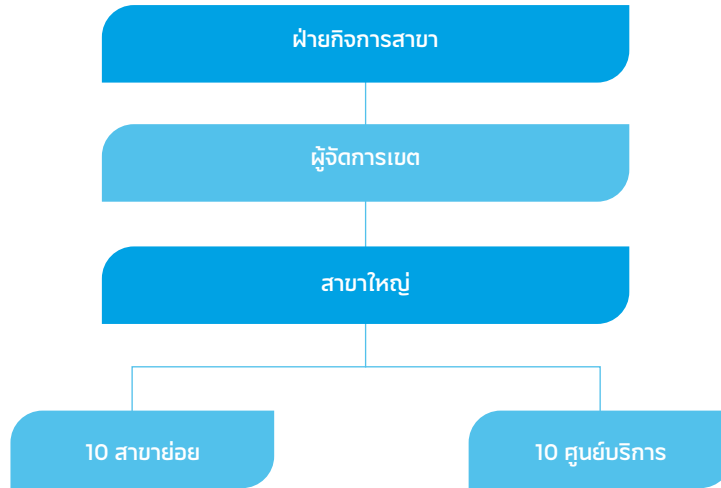 ฝ่ายกิจการสาขา
ผู้จัดการเขต
สาขาใหญ่
10 สาขาย่อย
10 ศูนย์บริการ